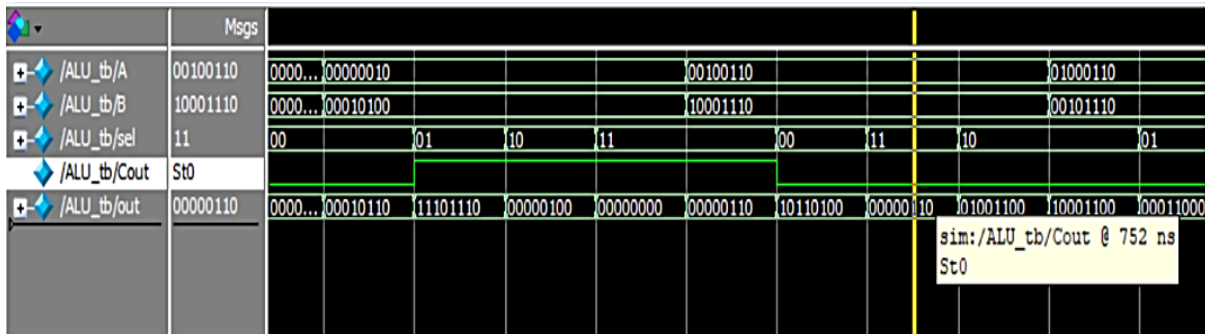 Msgs
/ALU_tb/A 00100110 0000... 00000010 00100110 01000110
/ALU_tb/B 10001110 0000... 00010100 10001110 00101110
/ALU_tb/sel 11 00 01 10 11 00 11 10 01
/ALU_tb/Cout St0
/ALU_tb/out 00000110 0000... 00010110 11101110 00000100 00000000 00000110 10110100 00000110 01001100 10001100 00011000
sim:/ALU_tb/Cout @ 752 ns
St0